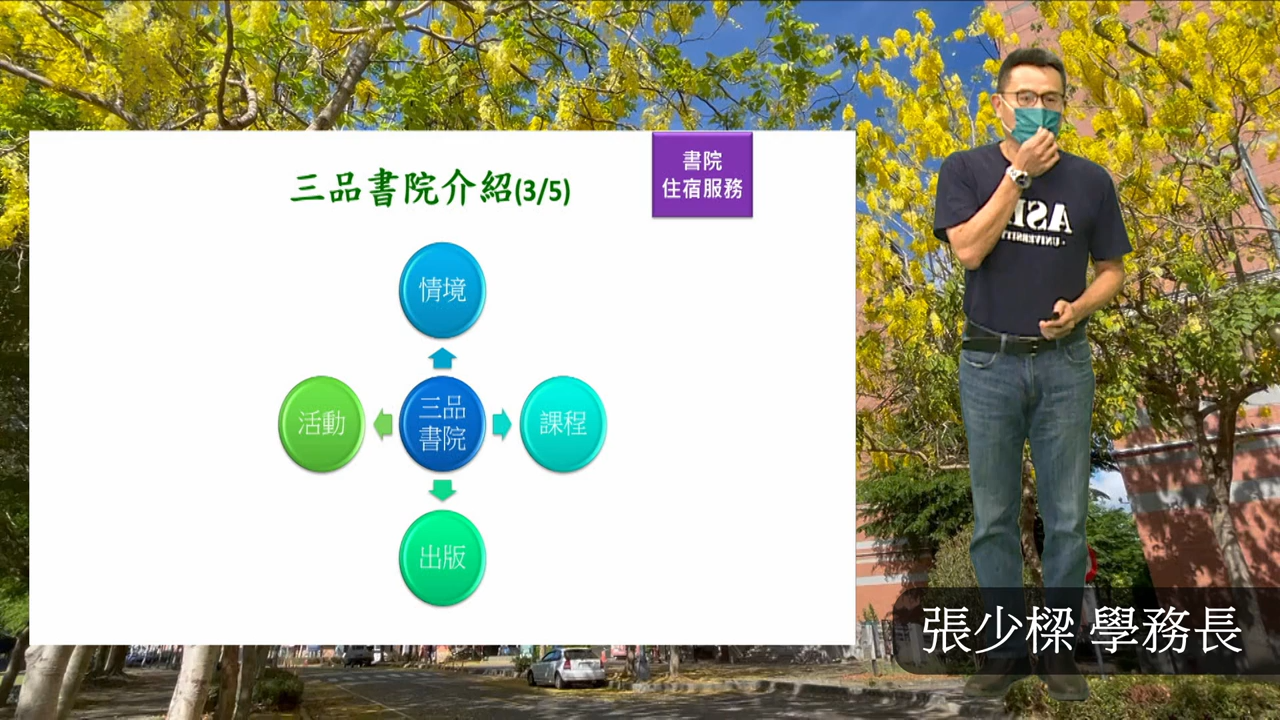 三品書院介紹(3/5)
書院
住宿服務
情境
活動
三品
書院
課程
出版
UNIVERSITY
張少樑 學務長